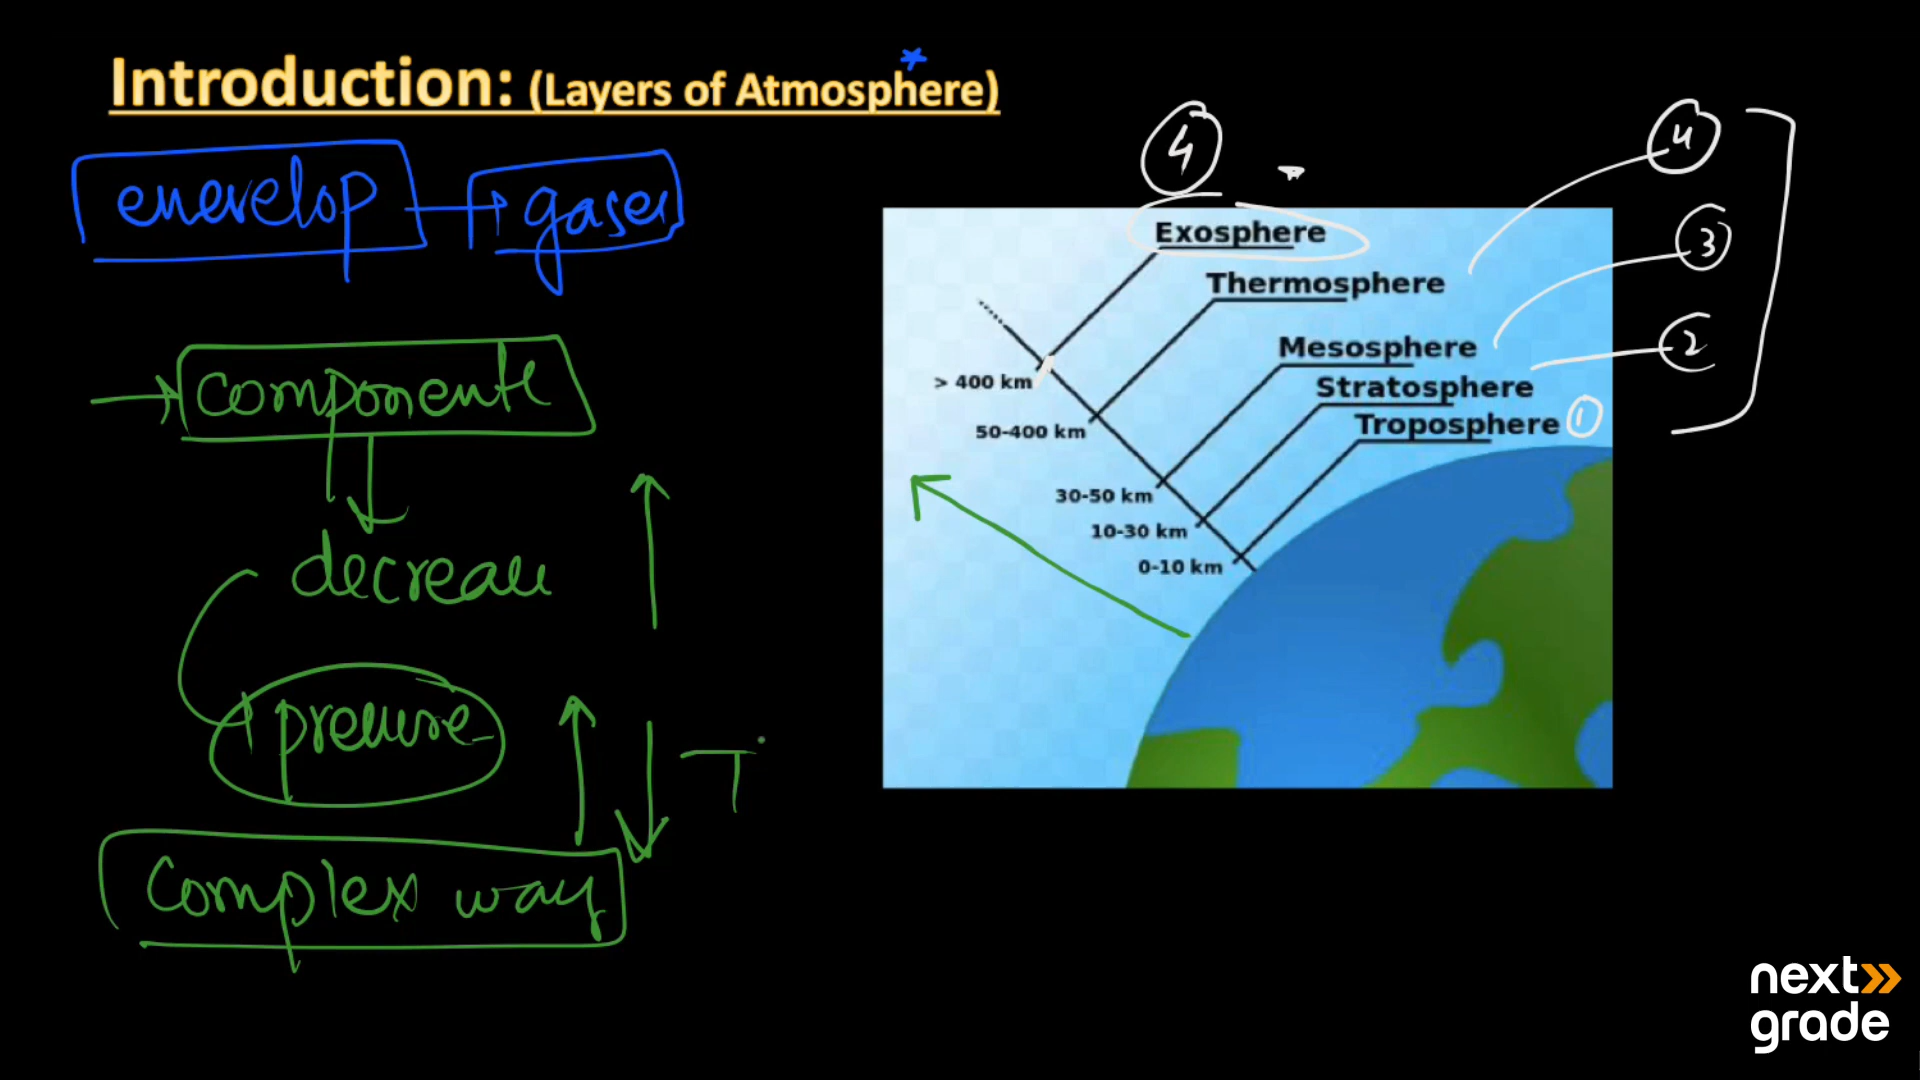 Introduction: (Layers of Atmosphere)
*
enevelop → gases
④
4
Exosphere
Thermosphere
3
Mesosphere
2
Stratosphere
Troposphere 1
> 400 km
50-400 km
30-50 km
10-30 km
0-10 km
components
decrease
pressure
T
Complex way
next
grade